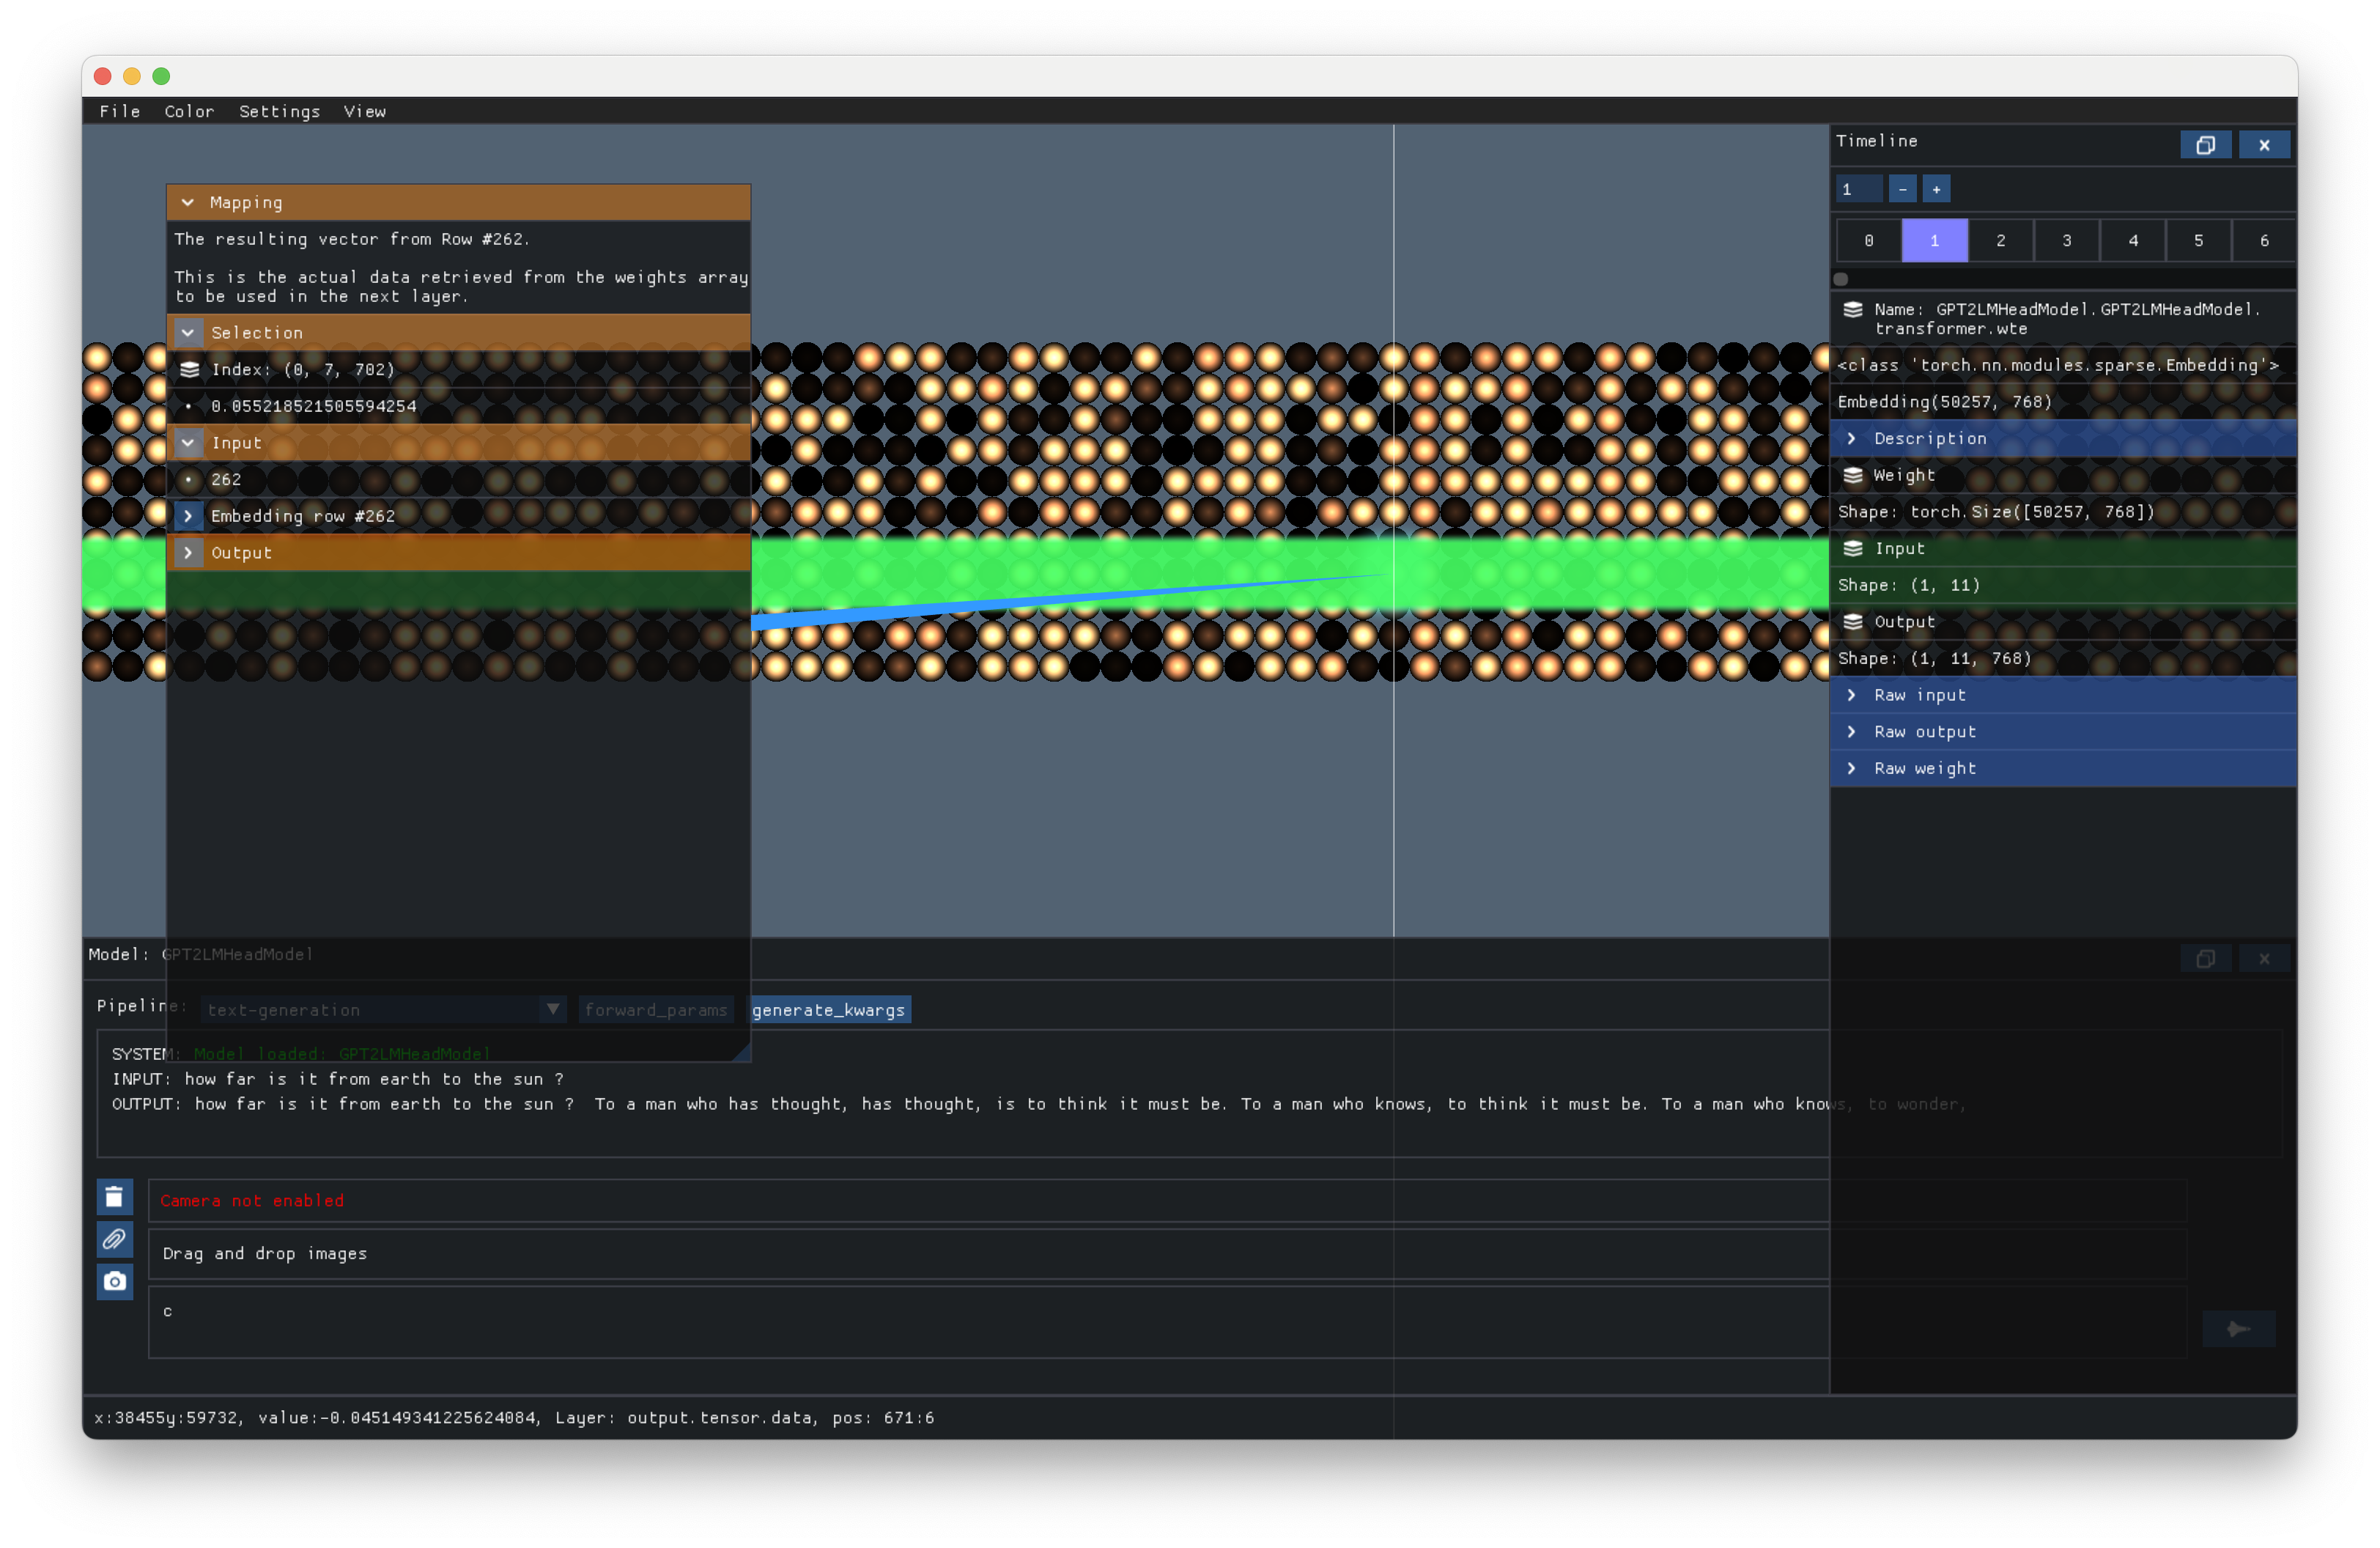 File Color Settings View
Mapping
The resulting vector from Row #262.
This is the actual data retrieved from the weights array
to be used in the next layer.
Selection
Index: (0, 7, 702)
0.055218521505594254
Input
262
Embedding row #262
Output
Timeline
x
1 - +
0 1 2 3 4 5 6
Name: GPT2LMHeadModel.GPT2LMHeadModel.
transformer.wte
<class 'torch.nn.modules.sparse.Embedding'>
Embedding(50257, 768)
Description
Weight
Shape: torch.Size([50257, 768])
Input
Shape: (1, 11)
Output
Shape: (1, 11, 768)
Raw input
Raw output
Raw weight
Model: GPT2LMHeadModel
x
Pipeline: text-generation forward_params generate_kwargs
SYSTEM: Model loaded: GPT2LMHeadModel
INPUT: how far is it from earth to the sun ?
OUTPUT: how far is it from earth to the sun ?  To a man who has thought, has thought, is to think it must be. To a man who knows, to think it must be. To a man who knows, to wonder,
Camera not enabled
Drag and drop images
c
x:38455y:59732, value:-0.045149341225624084, Layer: output.tensor.data, pos: 671:6